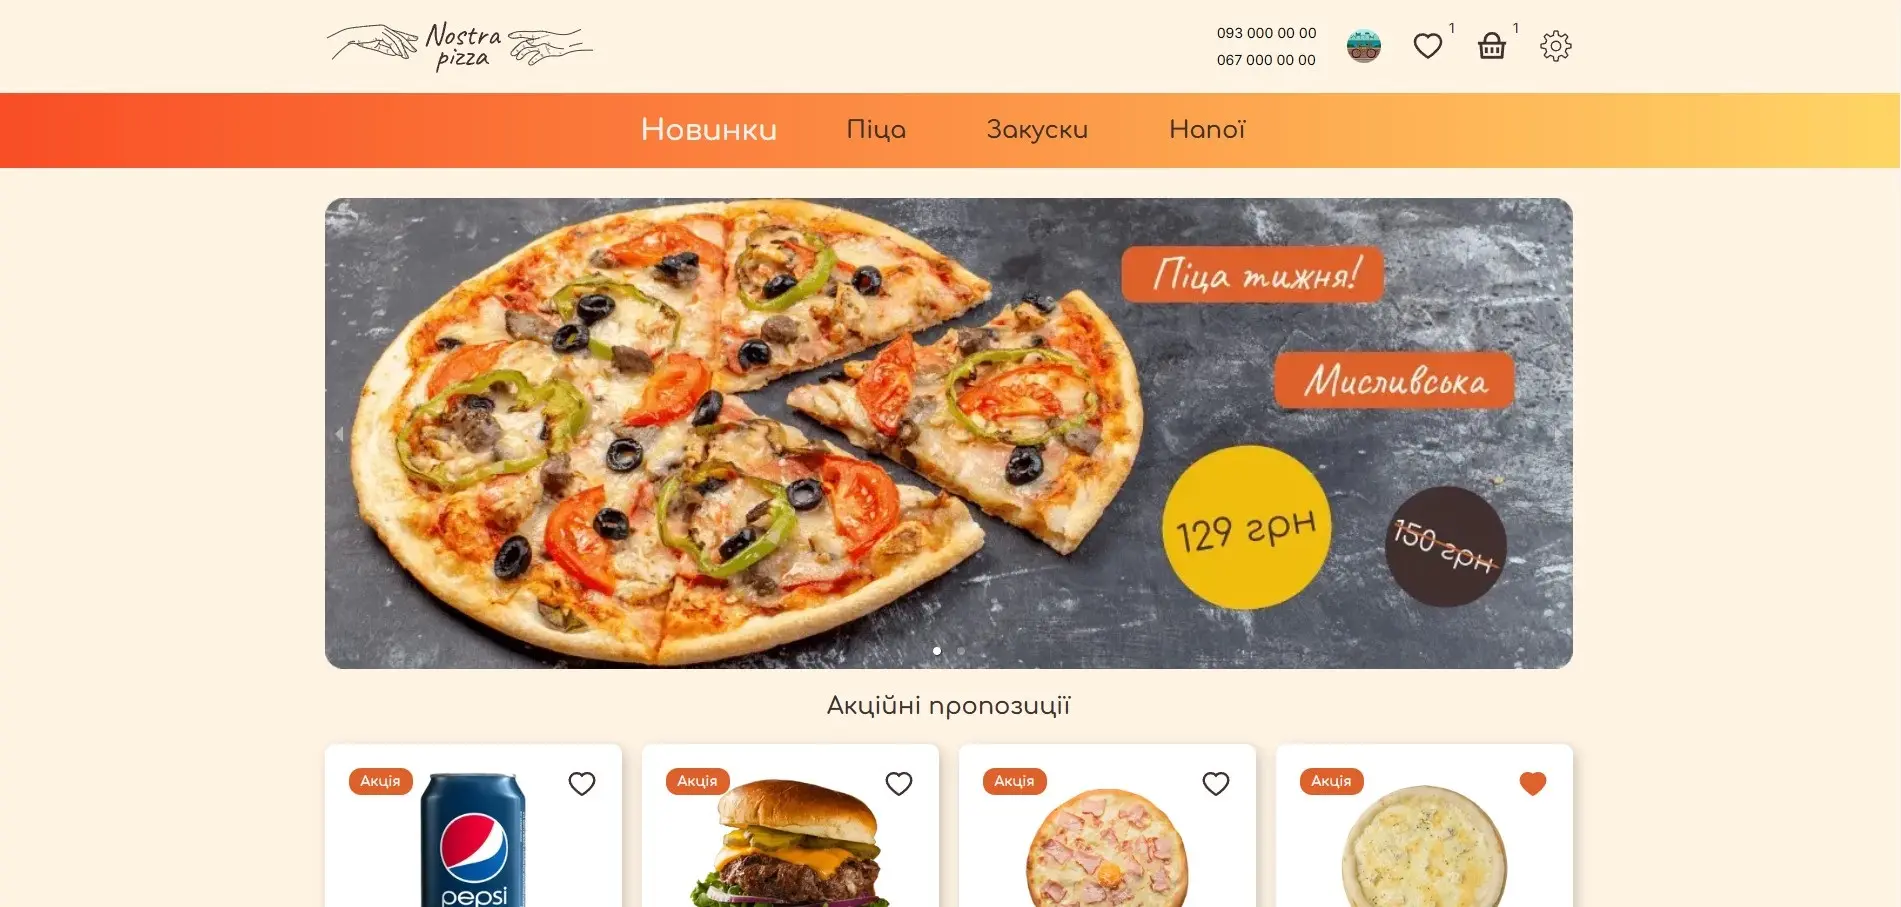 Nostra
pizza
093 000 00 00
067 000 00 00
1
1
Новинки
Піца
Закуски
Напої
Піца тижня!
Мисливська
129 грн
150 грн
Акційні пропозиції
Акція
Акція
Акція
Акція
pepsi